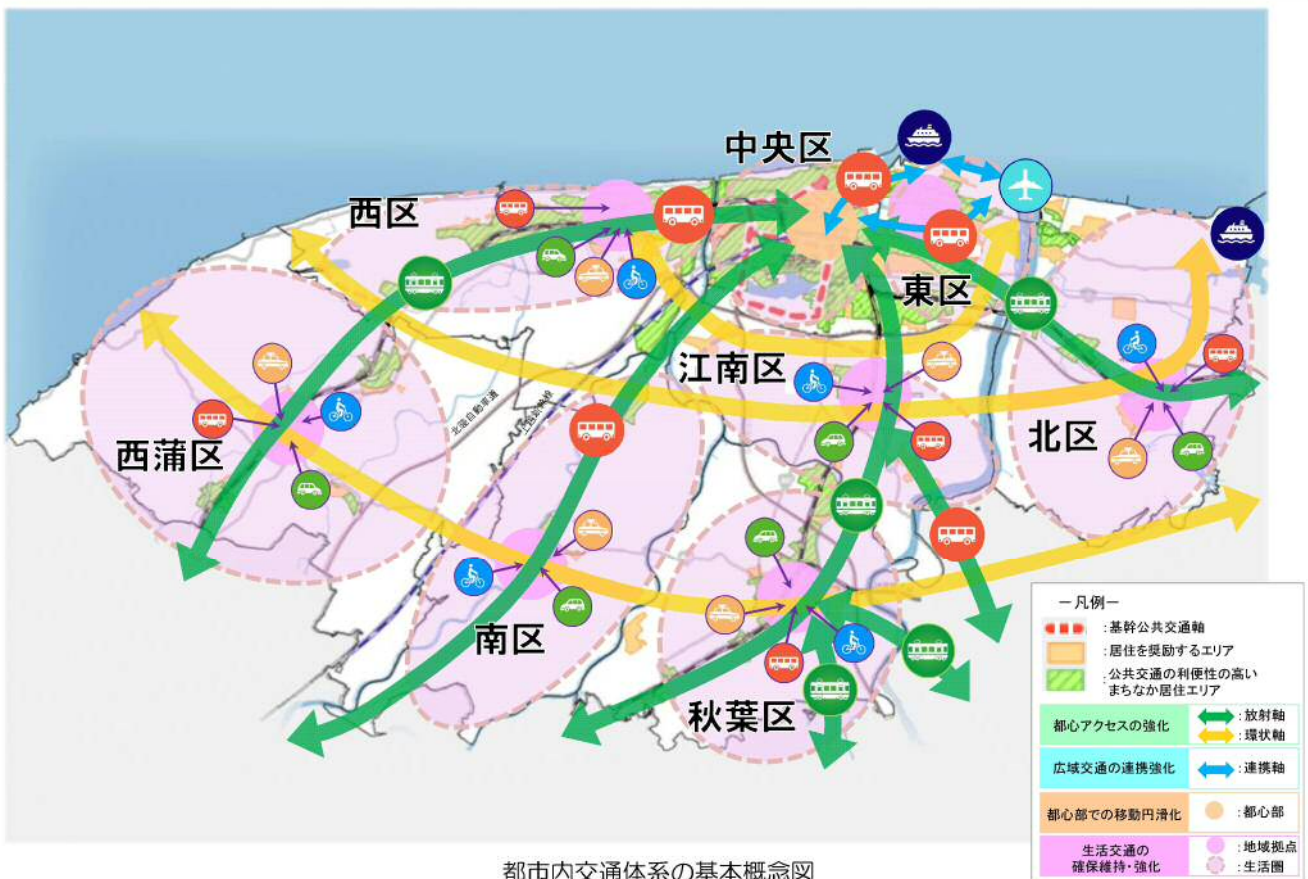 中央区
西区
東区
江南区
北区
西蒲区
北陸自動車道
上越新幹線
南区
秋葉区
－凡例－
:基幹公共交通軸
:居住を奨励するエリア
:公共交通の利便性の高い
まちなか居住エリア
都心アクセスの強化
:放射軸
:環状軸
広域交通の連携強化
:連携軸
都心部での移動円滑化
:都心部
生活交通の
確保維持・強化
:地域拠点
:生活圏
都市内交通体系の基本概念図